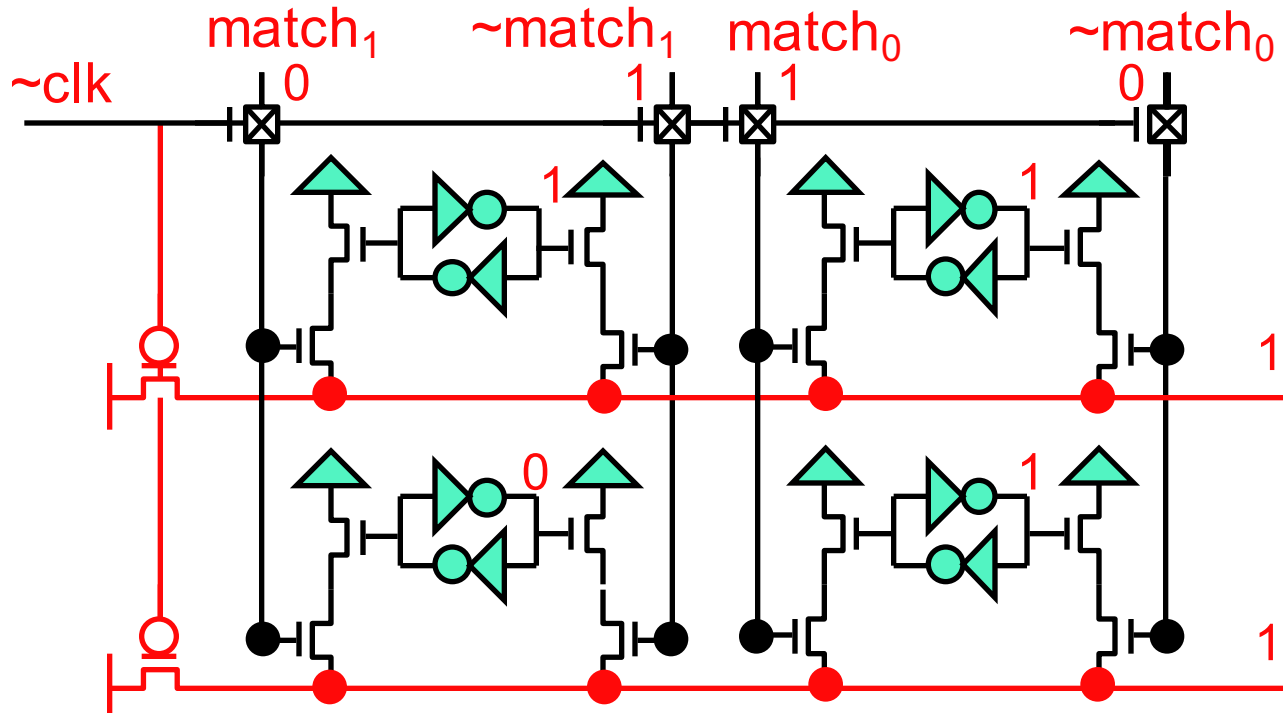 match₁ ~match₁ match₀ ~match₀
~clk 0 1 1 0
1 1
1
0 1
1